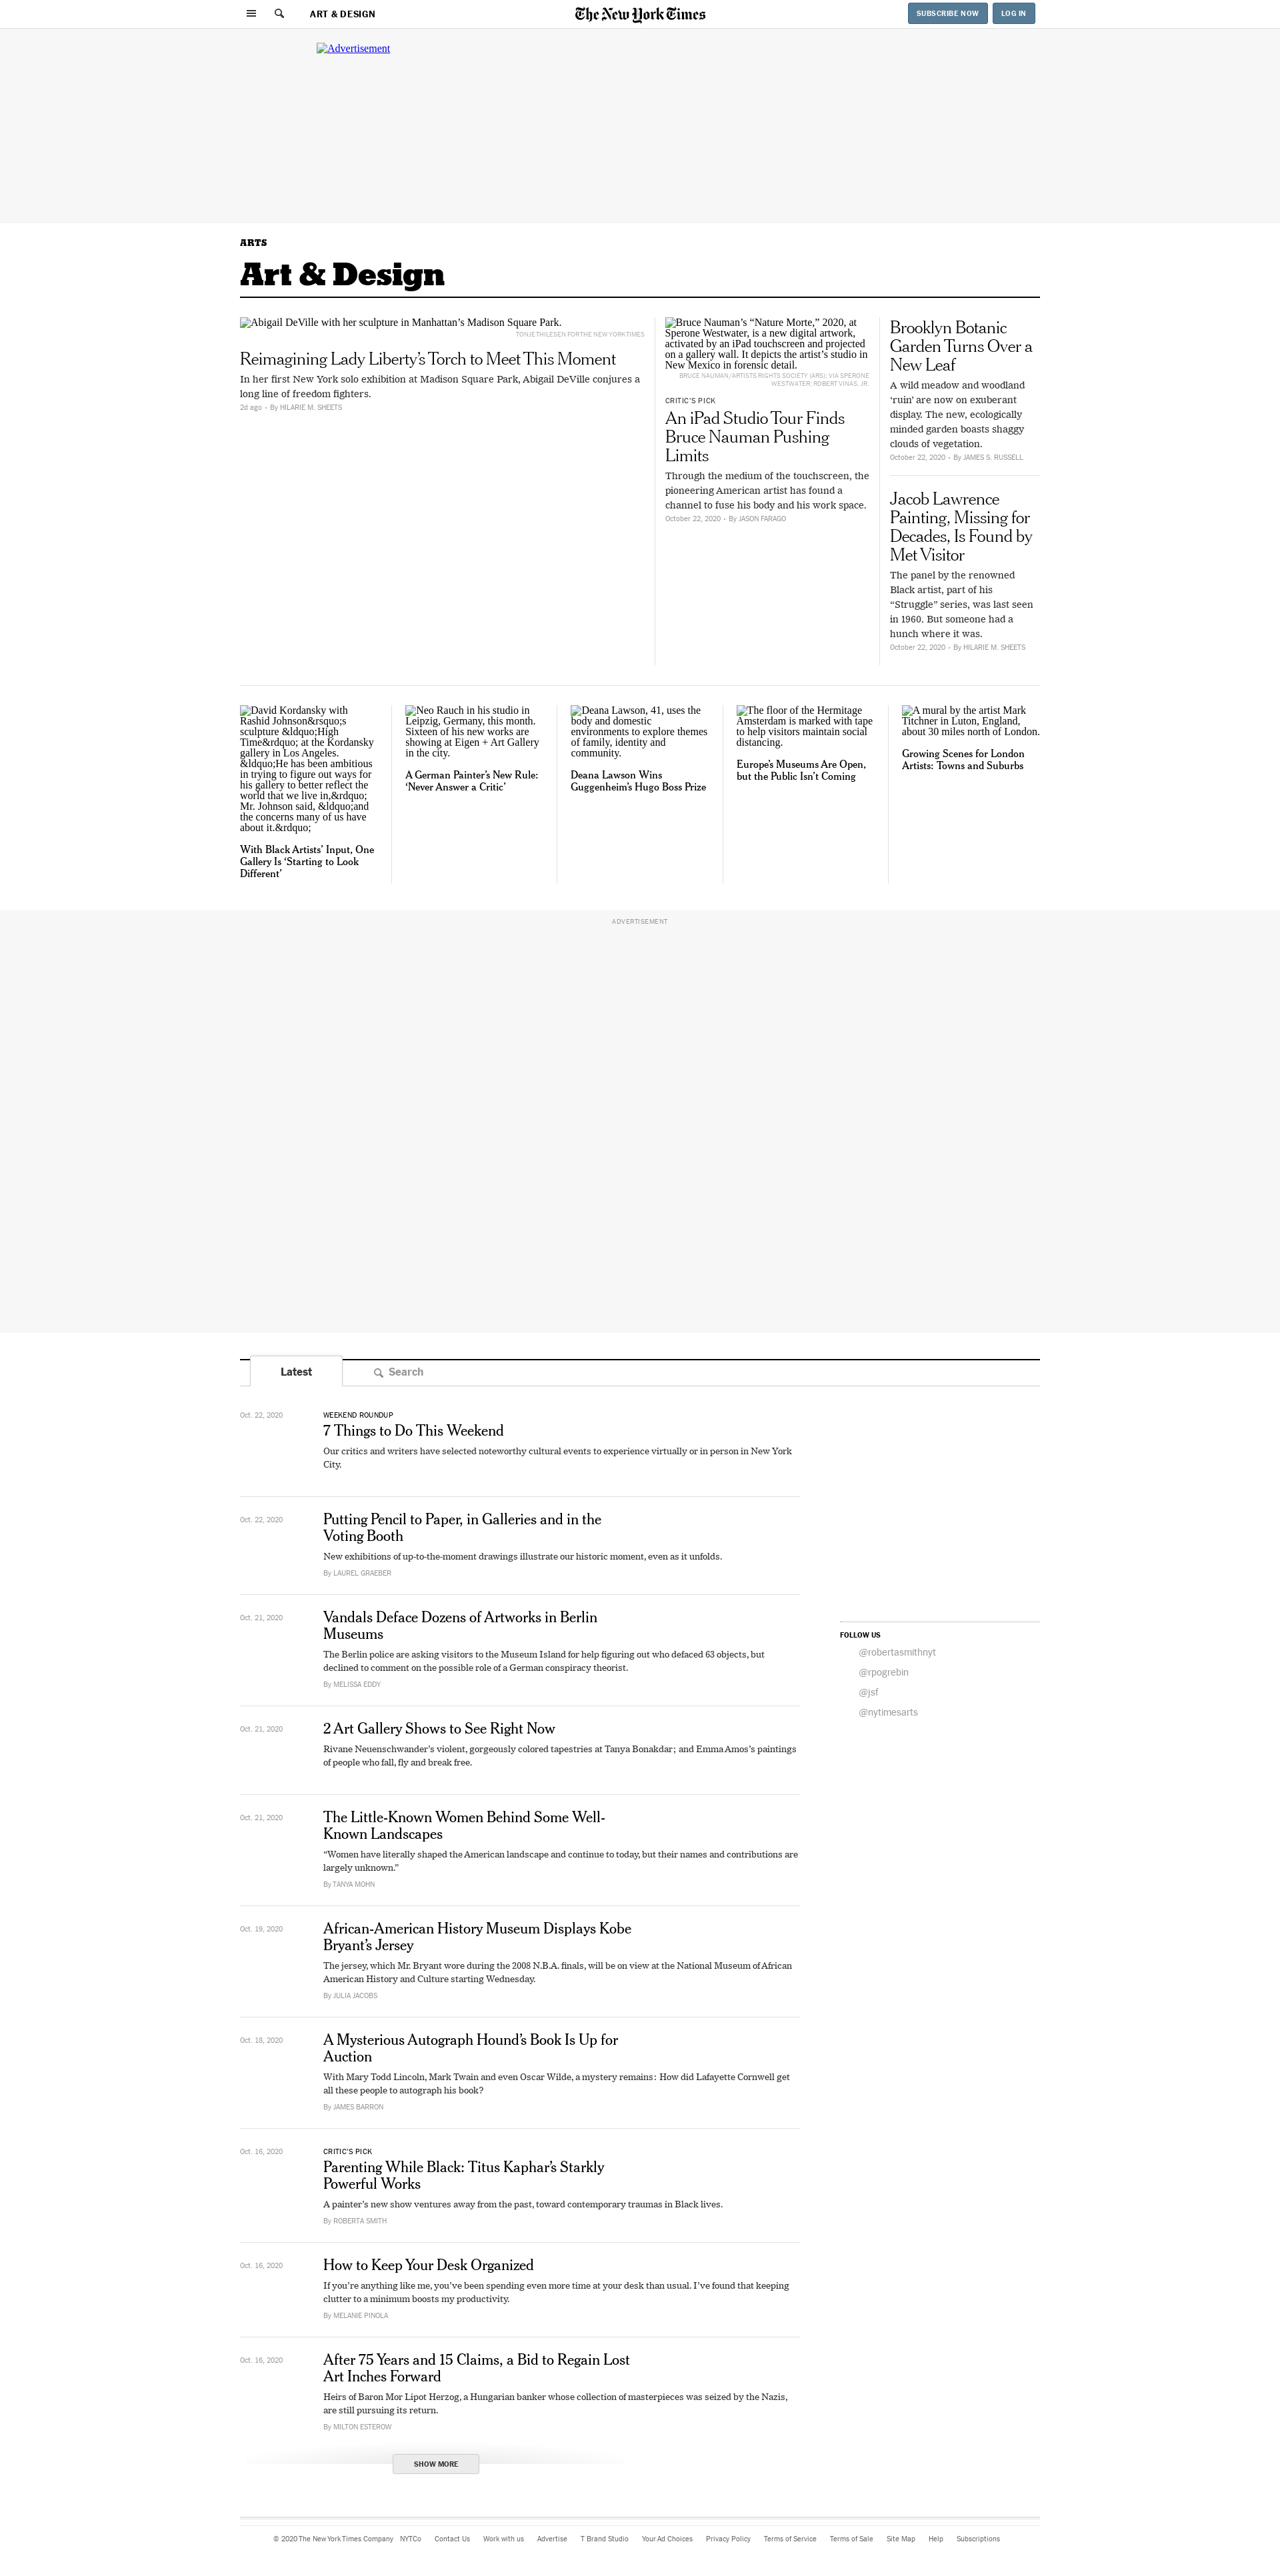 ART & DESIGN
The New York Times
SUBSCRIBE NOW
LOG IN
Advertisement
ARTS
Art & Design
Abigail DeVille with her sculpture in Manhattan’s Madison Square Park.
TONJE THILESEN FOR THE NEW YORK TIMES
Reimagining Lady Liberty’s Torch to Meet This Moment
In her first New York solo exhibition at Madison Square Park, Abigail DeVille conjures a
long line of freedom fighters.
2d ago • By HILARIE M. SHEETS
Bruce Nauman’s “Nature Morte,” 2020, at
Sperone Westwater, is a new digital artwork,
activated by an iPad touchscreen and projected
on a gallery wall. It depicts the artist’s studio in
New Mexico in forensic detail.
BRUCE NAUMAN/ARTISTS RIGHTS SOCIETY (ARS); VIA SPERONE
WESTWATER; ROBERT VINAS, JR.
CRITIC’S PICK
An iPad Studio Tour Finds
Bruce Nauman Pushing
Limits
Through the medium of the touchscreen, the
pioneering American artist has found a
channel to fuse his body and his work space.
October 22, 2020 • By JASON FARAGO
Brooklyn Botanic
Garden Turns Over a
New Leaf
A wild meadow and woodland
‘ruin’ are now on exuberant
display. The new, ecologically
minded garden boasts shaggy
clouds of vegetation.
October 22, 2020 • By JAMES S. RUSSELL
Jacob Lawrence
Painting, Missing for
Decades, Is Found by
Met Visitor
The panel by the renowned
Black artist, part of his
“Struggle” series, was last seen
in 1960. But someone had a
hunch where it was.
October 22, 2020 • By HILARIE M. SHEETS
David Kordansky with
Rashid Johnson&rsquo;s
sculpture &ldquo;High
Time&rdquo; at the Kordansky
gallery in Los Angeles.
&ldquo;He has been ambitious
in trying to figure out ways for
his gallery to better reflect the
world that we live in,&rdquo;
Mr. Johnson said, &ldquo;and
the concerns many of us have
about it.&rdquo;
With Black Artists’ Input, One
Gallery Is ‘Starting to Look
Different’
Neo Rauch in his studio in
Leipzig, Germany, this month.
Sixteen of his new works are
showing at Eigen + Art Gallery
in the city.
A German Painter’s New Rule:
‘Never Answer a Critic’
Deana Lawson, 41, uses the
body and domestic
environments to explore themes
of family, identity and
community.
Deana Lawson Wins
Guggenheim’s Hugo Boss Prize
The floor of the Hermitage
Amsterdam is marked with tape
to help visitors maintain social
distancing.
Europe’s Museums Are Open,
but the Public Isn’t Coming
A mural by the artist Mark
Titchner in Luton, England,
about 30 miles north of London.
Growing Scenes for London
Artists: Towns and Suburbs
ADVERTISEMENT
Latest
Search
Oct. 22, 2020
WEEKEND ROUNDUP
7 Things to Do This Weekend
Our critics and writers have selected noteworthy cultural events to experience virtually or in person in New York
City.
Oct. 22, 2020
Putting Pencil to Paper, in Galleries and in the
Voting Booth
New exhibitions of up-to-the-moment drawings illustrate our historic moment, even as it unfolds.
By LAUREL GRAEBER
Oct. 21, 2020
Vandals Deface Dozens of Artworks in Berlin
Museums
The Berlin police are asking visitors to the Museum Island for help figuring out who defaced 63 objects, but
declined to comment on the possible role of a German conspiracy theorist.
By MELISSA EDDY
Oct. 21, 2020
2 Art Gallery Shows to See Right Now
Rivane Neuenschwander’s violent, gorgeously colored tapestries at Tanya Bonakdar; and Emma Amos’s paintings
of people who fall, fly and break free.
Oct. 21, 2020
The Little-Known Women Behind Some Well-
Known Landscapes
“Women have literally shaped the American landscape and continue to today, but their names and contributions are
largely unknown.”
By TANYA MOHN
Oct. 19, 2020
African-American History Museum Displays Kobe
Bryant’s Jersey
The jersey, which Mr. Bryant wore during the 2008 N.B.A. finals, will be on view at the National Museum of African
American History and Culture starting Wednesday.
By JULIA JACOBS
Oct. 18, 2020
A Mysterious Autograph Hound’s Book Is Up for
Auction
With Mary Todd Lincoln, Mark Twain and even Oscar Wilde, a mystery remains: How did Lafayette Cornwell get
all these people to autograph his book?
By JAMES BARRON
Oct. 16, 2020
CRITIC’S PICK
Parenting While Black: Titus Kaphar’s Starkly
Powerful Works
A painter’s new show ventures away from the past, toward contemporary traumas in Black lives.
By ROBERTA SMITH
Oct. 16, 2020
How to Keep Your Desk Organized
If you’re anything like me, you’ve been spending even more time at your desk than usual. I’ve found that keeping
clutter to a minimum boosts my productivity.
By MELANIE PINOLA
Oct. 16, 2020
After 75 Years and 15 Claims, a Bid to Regain Lost
Art Inches Forward
Heirs of Baron Mor Lipot Herzog, a Hungarian banker whose collection of masterpieces was seized by the Nazis,
are still pursuing its return.
By MILTON ESTEROW
SHOW MORE
FOLLOW US
@robertasmithnyt
@rpogrebin
@jsf
@nytimesarts
© 2020 The New York Times Company NYTCo Contact Us Work with us Advertise T Brand Studio Your Ad Choices Privacy Policy Terms of Service Terms of Sale Site Map Help Subscriptions